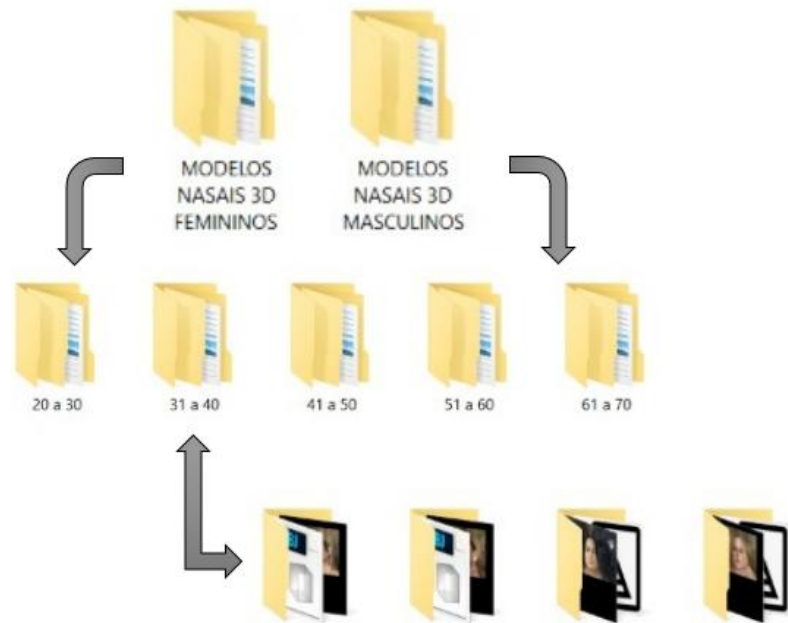 MODELOS
NASAIS 3D
FEMININOS
MODELOS
NASAIS 3D
MASCULINOS
20 a 30
31 a 40
41 a 50
51 a 60
61 a 70